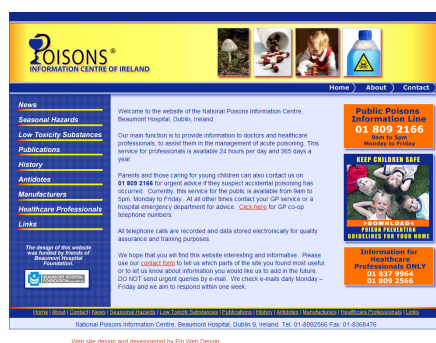 POISONS®
INFORMATION CENTRE OF IRELAND
Home
About
Contact
News
Seasonal Hazards
Low Toxicity Substances
Publications
History
Antidotes
Manufacturers
Healthcare Professionals
Links
The design of this website
was funded by friends of
Beaumont Hospital
Foundation.
BEAUMONT HOSPITAL
FOUNDATION
Welcome to the website of the National Poisons Information Centre,
Beaumont Hospital, Dublin, Ireland.
Our main function is to provide information to doctors and healthcare
professionals, to assist them in the management of acute poisoning. This
service for professionals is available 24 hours per day and 365 days a
year.
Parents and those caring for young children can also contact us on
01 809 2166 for urgent advice if they suspect accidental poisoning has
occurred. Currently, this service for the public is available from 8am to
5pm, Monday to Friday. At all other times contact your GP service or a
hospital emergency department for advice. Click here for GP co-op
telephone numbers.
All telephone calls are recorded and data stored electronically for quality
assurance and training purposes.
We hope that you will find this website interesting and informative. Please
use our contact form to tell us which parts of the site you found most useful,
or to let us know about information you would like us to add in the future.
DO NOT send urgent queries by e-mail. We check e-mails daily Monday –
Friday and we aim to respond within one week.
Public Poisons
Information Line
01 809 2166
9am to 5pm
Monday to Friday
KEEP CHILDREN SAFE
>DOWNLOAD<
POISON PREVENTION
GUIDELINES FOR YOUR HOME
Information for
Healthcare
Professionals ONLY
01 837 9964
01 809 2566
Home | About | Contact | News | Seasonal Hazards | Low Toxicity Substances | Publications | History | Antidotes | Manufacturers | Healthcare Professionals | Links
National Poisons Information Centre, Beaumont Hospital, Dublin 9, Ireland. Tel: 01-8092566 Fax: 01-8368476
Web site design and development by Fio Web Design